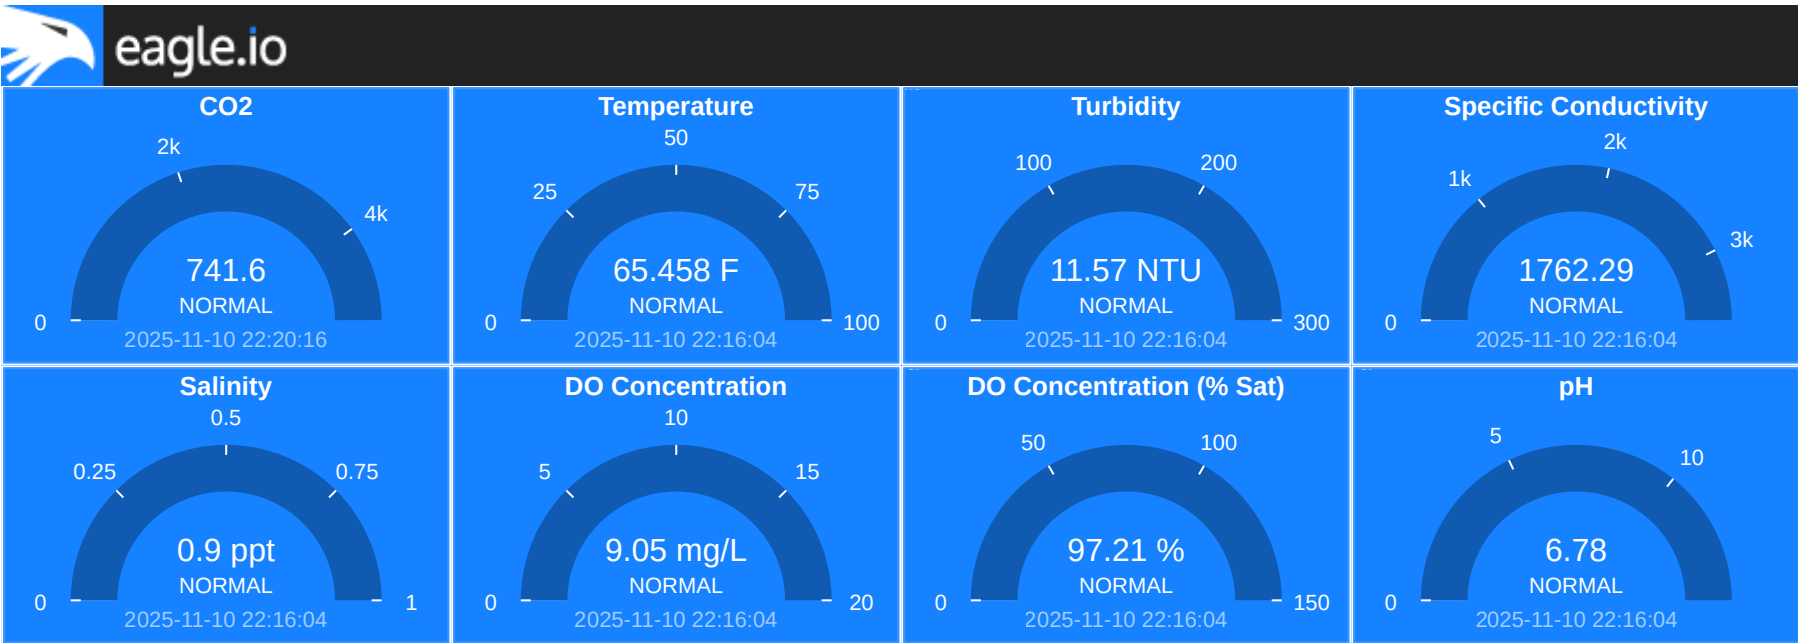 eagle.io
CO2
2k
4k
0
741.6
NORMAL
2025-11-10 22:20:16
Temperature
50
25
75
0
100
65.458 F
NORMAL
2025-11-10 22:16:04
Turbidity
100
200
0
300
11.57 NTU
NORMAL
2025-11-10 22:16:04
Specific Conductivity
2k
1k
3k
0
1762.29
NORMAL
2025-11-10 22:16:04
Salinity
0.5
0.25
0.75
0
1
0.9 ppt
NORMAL
2025-11-10 22:16:04
DO Concentration
10
5
15
0
20
9.05 mg/L
NORMAL
2025-11-10 22:16:04
DO Concentration (% Sat)
50
100
0
150
97.21 %
NORMAL
2025-11-10 22:16:04
pH
5
10
0
6.78
NORMAL
2025-11-10 22:16:04